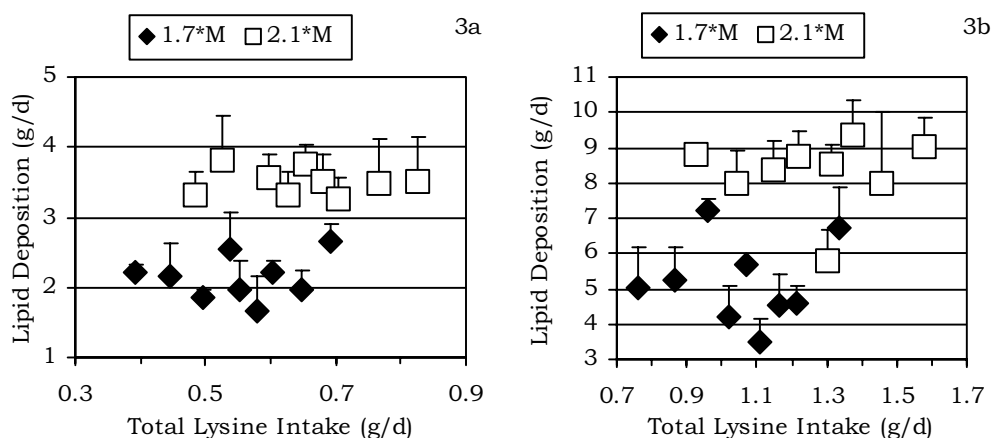 1.7*M 2.1*M 3a
Lipid Deposition (g/d)
5
4
3
2
1
0.3 0.5 0.7 0.9
Total Lysine Intake (g/d)
1.7*M 2.1*M 3b
Lipid Deposition (g/d)
11
10
9
8
7
6
5
4
3
0.7 0.9 1.1 1.3 1.5 1.7
Total Lysine Intake (g/d)